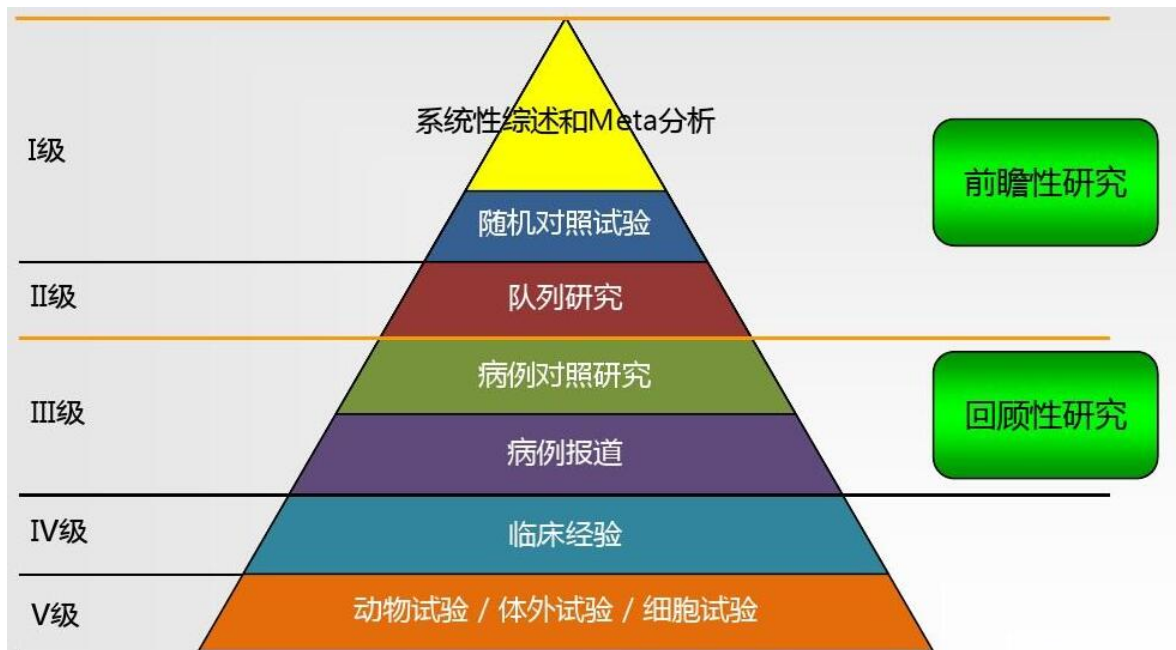 系统性综述和Meta分析
I级
前瞻性研究
随机对照试验
II级
队列研究
病例对照研究
III级
回顾性研究
病例报道
IV级
临床经验
V级
动物试验 / 体外试验 / 细胞试验